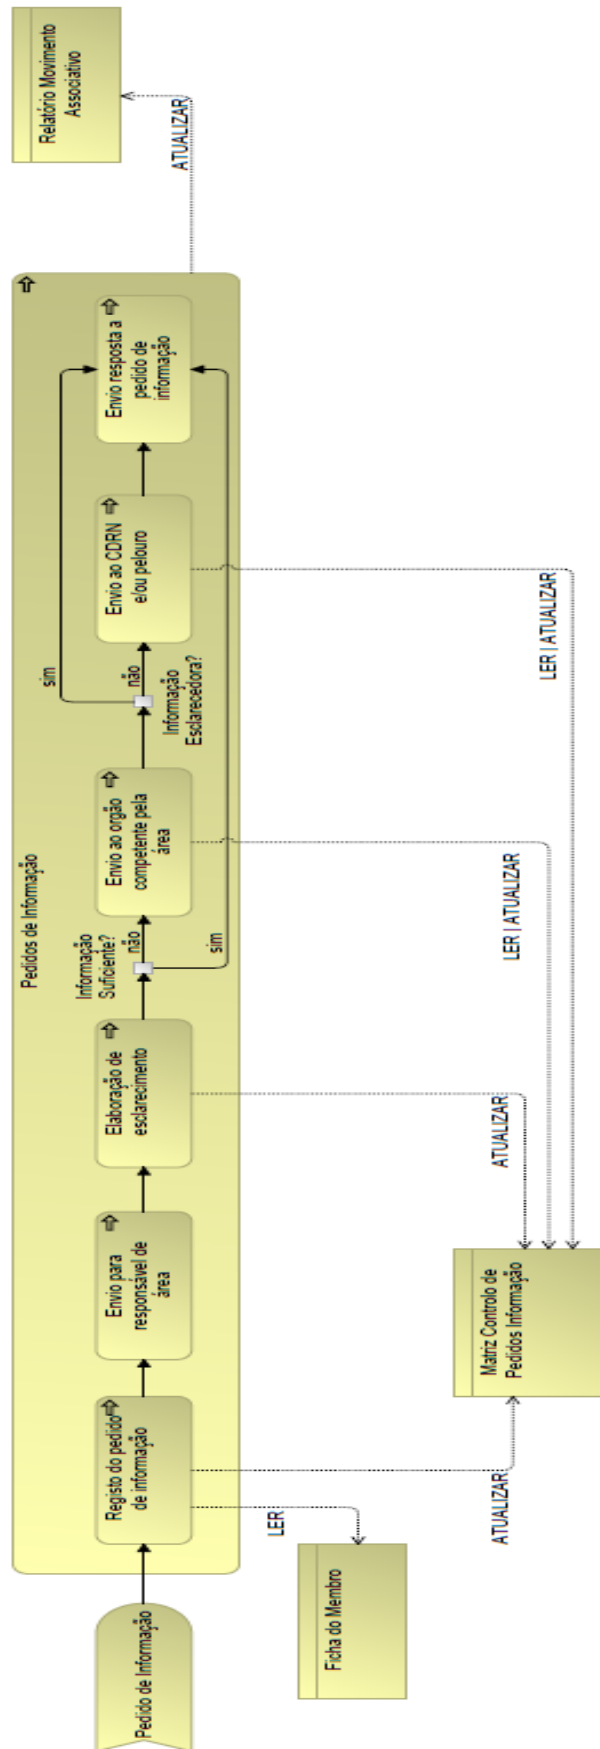 Pedido de Informação
Pedidos de Informação
Registo do pedido
de informação
Envio para
responsável de
área
Elaboração de
esclarecimento
Informação
Suficiente?
não
sim
Envio ao orgão
competente pela
área
Informação
Esclarecedora?
não
sim
Envio ao CDRN
e/ou pelouro
Envio resposta a
pedido de
informação
ATUALIZAR
Relatório Movimento
Associativo
LER
Ficha do Membro
ATUALIZAR
Matriz Controlo de
Pedidos Informação
ATUALIZAR
LER | ATUALIZAR
LER | ATUALIZAR